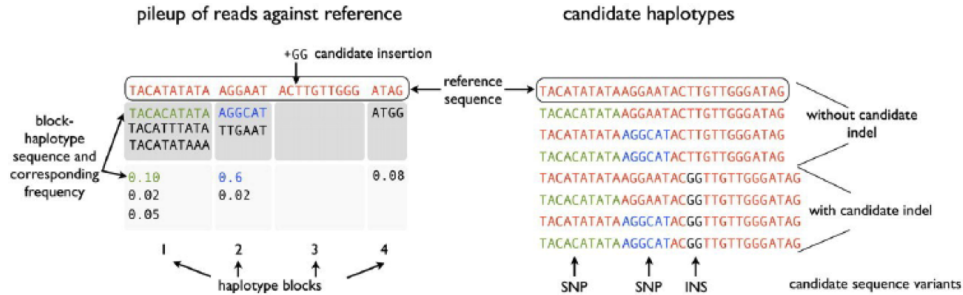 pileup of reads against reference
candidate haplotypes
+GG candidate insertion
TACATATATA AGGAAT ACTTGTTGGG ATAG
reference
sequence
block-
haplotype
sequence and
corresponding
frequency
TACACATATA AGGCAT ATGG
TACATTTATA TTGAAT
TACATATAAA
0.10 0.6 0.08
0.02 0.02
0.05
1 2 3 4
haplotype blocks
TACATATATAAGGAATACTTGTTGGGATAG
TACACATATAAGGAATACTTGTTGGGATAG
TACATATATAAGGCATACTTGTTGGGATAG
TACACATATAAGGCATACTTGTTGGGATAG
TACATATATAAGGAATACGGTTGTTGGGATAG
TACACATATAAGGAATACGGTTGTTGGGATAG
TACATATATAAGGCATACGGTTGTTGGGATAG
TACACATATAAGGCATACGGTTGTTGGGATAG
without candidate
indel
with candidate indel
SNP SNP INS
candidate sequence variants